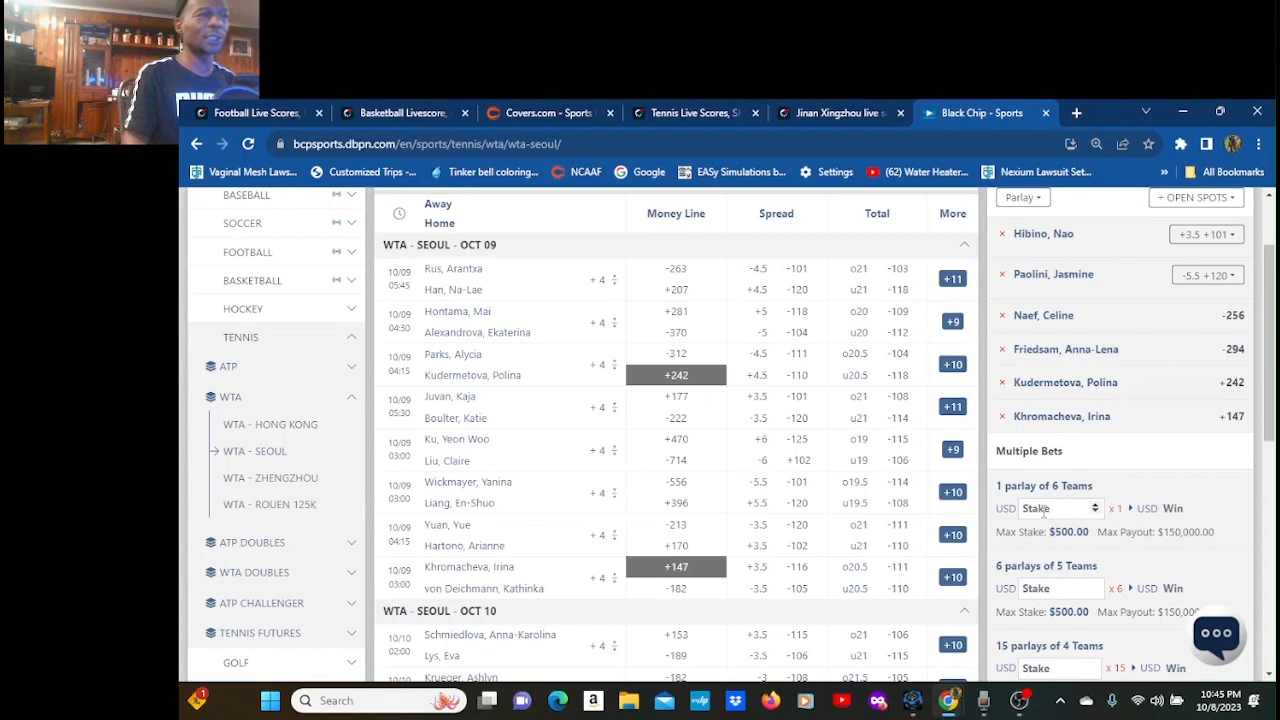 Football Live Scores,
Basketball Livescore,
Covers.com - Sports
Tennis Live Scores, S
Jinan Xingzhou live s
Black Chip - Sports
bcpsports.dbpn.com/en/sports/tennis/wta/wta-seoul/
Vaginal Mesh Laws...
Customized Trips -...
Tinker bell coloring...
NCAAF
Google
EASy Simulations b...
Settings
(62) Water Heater...
Nexium Lawsuit Set...
»
All Bookmarks
BASEBALL
SOCCER
FOOTBALL
BASKETBALL
HOCKEY
TENNIS
ATP
WTA
WTA - HONG KONG
WTA - SEOUL
WTA - ZHENGZHOU
WTA - ROUEN 125K
ATP DOUBLES
WTA DOUBLES
ATP CHALLENGER
TENNIS FUTURES
GOLF
Away
Home
Money Line Spread Total More
WTA - SEOUL - OCT 09
10/09 05:45 + 4 +11
Rus, Arantxa -263 -4.5 -101 o21 -103
Han, Na-Lae +207 +4.5 -120 u21 -118
10/09 04:30 + 4 +9
Hontama, Mai +281 +5 -118 o20 -109
Alexandrova, Ekaterina -370 -5 -104 u20 -112
10/09 04:15 + 4 +10
Parks, Alycia -312 -4.5 -111 o20.5 -104
Kudermetova, Polina +242 +4.5 -110 u20.5 -118
10/09 05:30 + 4 +11
Juvan, Kaja +177 +3.5 -101 o21 -108
Boulter, Katie -222 -3.5 -120 u21 -114
10/09 03:00 + 4 +9
Ku, Yeon Woo +470 +6 -125 o19 -115
Liu, Claire -714 -6 +102 u19 -106
10/09 03:00 + 4 +10
Wickmayer, Yanina -556 -5.5 -101 o19.5 -114
Liang, En-Shuo +396 +5.5 -120 u19.5 -108
10/09 04:15 + 4 +10
Yuan, Yue -213 -3.5 -120 o21 -111
Hartono, Arianne +170 +3.5 -102 u21 -110
10/09 03:00 + 4 +10
Khromacheva, Irina +147 +3.5 -116 o20.5 -111
von Deichmann, Kathinka -182 -3.5 -105 u20.5 -110
WTA - SEOUL - OCT 10
10/10 02:00 + 4 +10
Schmiedlova, Anna-Karolina +153 +3.5 -115 o21 -106
Lys, Eva -189 -3.5 -106 u21 -115
Krueger, Ashlyn -182 -3 -108 o21.5 -105
Parlay
+ OPEN SPOTS
× Hibino, Nao +3.5 +101
× Paolini, Jasmine -5.5 +120
× Naef, Celine -256
× Friedsam, Anna-Lena -294
× Kudermetova, Polina +242
× Khromacheva, Irina +147
Multiple Bets
1 parlay of 6 Teams
USD Stake x 1 USD Win
Max Stake: $500.00 Max Payout: $150,000.00
6 parlays of 5 Teams
USD Stake x 6 USD Win
Max Stake: $500.00 Max Payout: $150,000
15 parlays of 4 Teams
USD Stake x 15 USD Win
1
Search
10:45 PM
10/8/2023